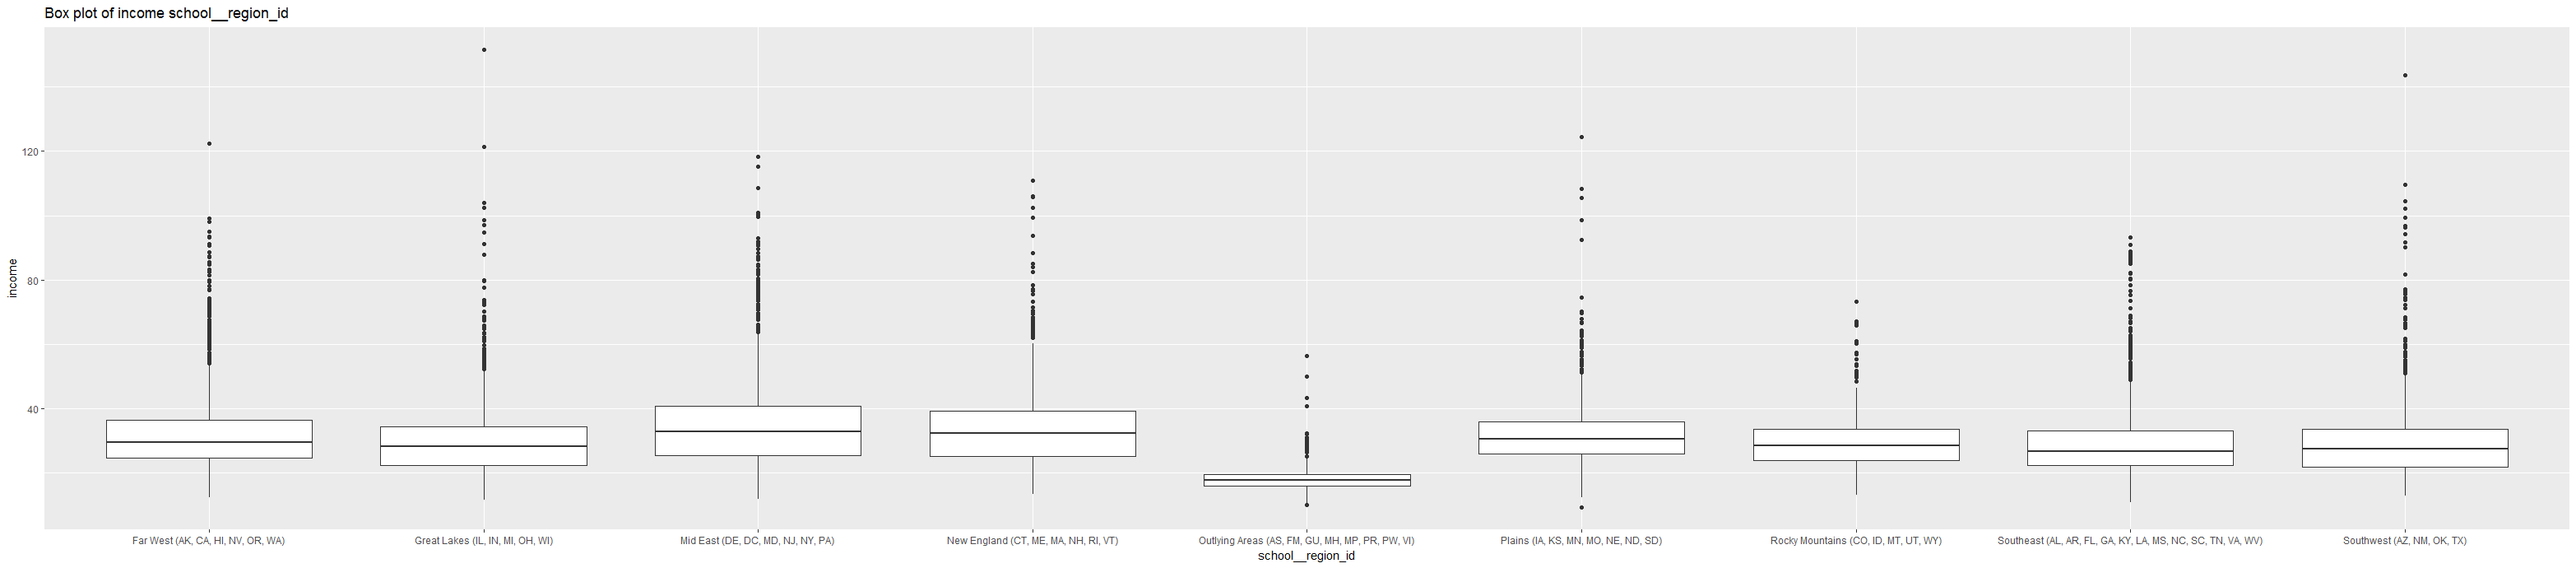 Box plot of income school__region_id
120
80
40
income
Far West (AK, CA, HI, NV, OR, WA)
Great Lakes (IL, IN, MI, OH, WI)
Mid East (DE, DC, MD, NJ, NY, PA)
New England (CT, ME, MA, NH, RI, VT)
Outlying Areas (AS, FM, GU, MH, MP, PR, PW, VI)
Plains (IA, KS, MN, MO, NE, ND, SD)
Rocky Mountains (CO, ID, MT, UT, WY)
Southeast (AL, AR, FL, GA, KY, LA, MS, NC, SC, TN, VA, WV)
Southwest (AZ, NM, OK, TX)
school__region_id